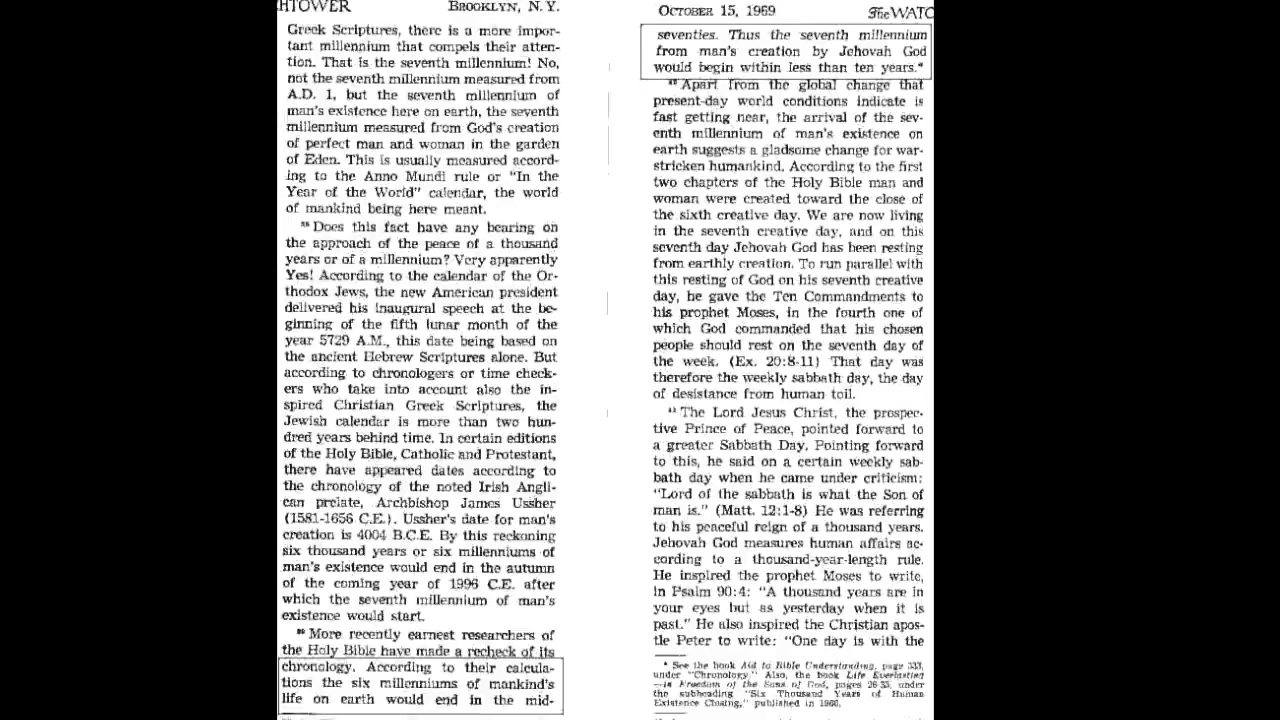 HTOWER BROOKLYN, N. Y.
Greek Scriptures, there is a more impor-
tant millennium that compels their atten-
tion. That is the seventh millennium! No,
not the seventh millennium measured from
A.D. 1, but the seventh millennium of
man's existence here on earth, the seventh
millennium measured from God's creation
of perfect man and woman in the garden
of Eden. This is usually measured accord-
ing to the Anno Mundi rule or "In the
Year of the World" calendar, the world
of mankind being here meant.
Does this fact have any bearing on
the approach of the peace of a thousand
years or of a millennium? Very apparently
Yes! According to the calendar of the Or-
thodox Jews, the new American president
delivered his inaugural speech at the be-
ginning of the fifth lunar month of the
year 5729 A.M., this date being based on
the ancient Hebrew Scriptures alone. But
according to chronologers or time check-
ers who take into account also the in-
spired Christian Greek Scriptures, the
Jewish calendar is more than two hun-
dred years behind time. In certain editions
of the Holy Bible, Catholic and Protestant,
there have appeared dates according to
the chronology of the noted Irish Angli-
can prelate, Archbishop James Ussher
(1581-1656 C.E.). Ussher's date for man's
creation is 4004 B.C.E. By this reckoning
six thousand years or six millenniums of
man's existence would end in the autumn
of the coming year of 1996 C.E. after
which the seventh millennium of man's
existence would start.
More recently earnest researchers of
the Holy Bible have made a recheck of its
chronology. According to their calcula-
tions the six millenniums of mankind's
life on earth would end in the mid-
OCTOBER 15, 1969 The WATC
seventies. Thus the seventh millennium
from man's creation by Jehovah God
would begin within less than ten years.*
Apart from the global change that
present-day world conditions indicate is
fast getting near, the arrival of the sev-
enth millennium of man's existence on
earth suggests a gladsome change for war-
stricken humankind. According to the first
two chapters of the Holy Bible man and
woman were created toward the close of
the sixth creative day. We are now living
in the seventh creative day, and on this
seventh day Jehovah God has been resting
from earthly creation. To run parallel with
this resting of God on his seventh creative
day, he gave the Ten Commandments to
his prophet Moses, in the fourth one of
which God commanded that his chosen
people should rest on the seventh day of
the week. (Ex. 20:8-11) That day was
therefore the weekly sabbath day, the day
of desistance from human toil.
The Lord Jesus Christ, the prospec-
tive Prince of Peace, pointed forward to
a greater Sabbath Day. Pointing forward
to this, he said on a certain weekly sab-
bath day when he came under criticism:
"Lord of the sabbath is what the Son of
man is." (Matt. 12:1-8) He was referring
to his peaceful reign of a thousand years.
Jehovah God measures human affairs ac-
cording to a thousand-year-length rule.
He inspired the prophet Moses to write,
in Psalm 90:4: "A thousand years are in
your eyes but as yesterday when it is
past." He also inspired the Christian apos-
tle Peter to write: "One day is with the
* See the book Aid to Bible Understanding, page 333,
under "Chronology." Also, the book Life Everlasting
—in Freedom of the Sons of God, pages 26-35, under
the subheading "Six Thousand Years of Human
Existence Closing," published in 1966.